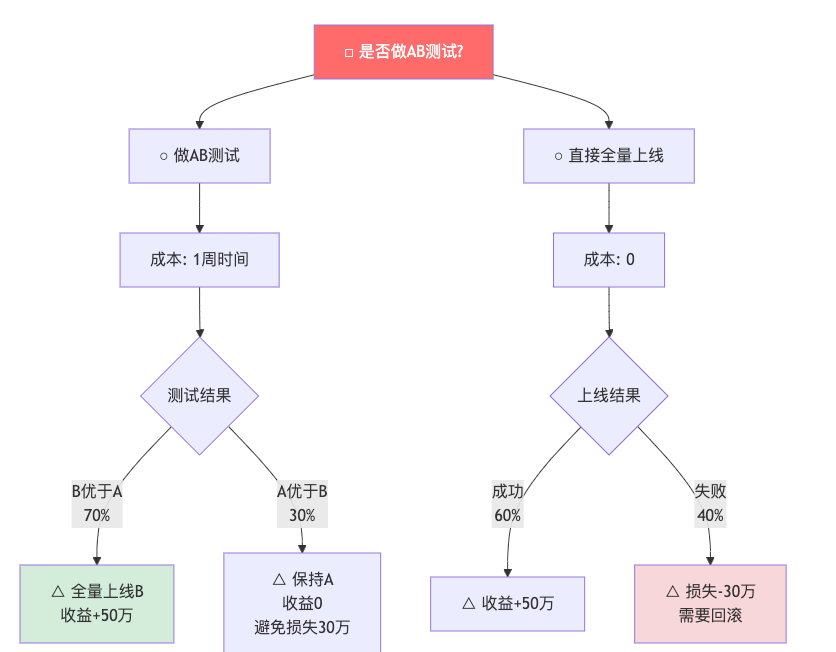 □ 是否做AB测试?
○ 做AB测试
○ 直接全量上线
成本: 1周时间
成本: 0
测试结果
上线结果
B优于A
70%
A优于B
30%
成功
60%
失败
40%
△ 全量上线B
收益+50万
△ 保持A
收益0
避免损失30万
△ 收益+50万
△ 损失-30万
需要回滚